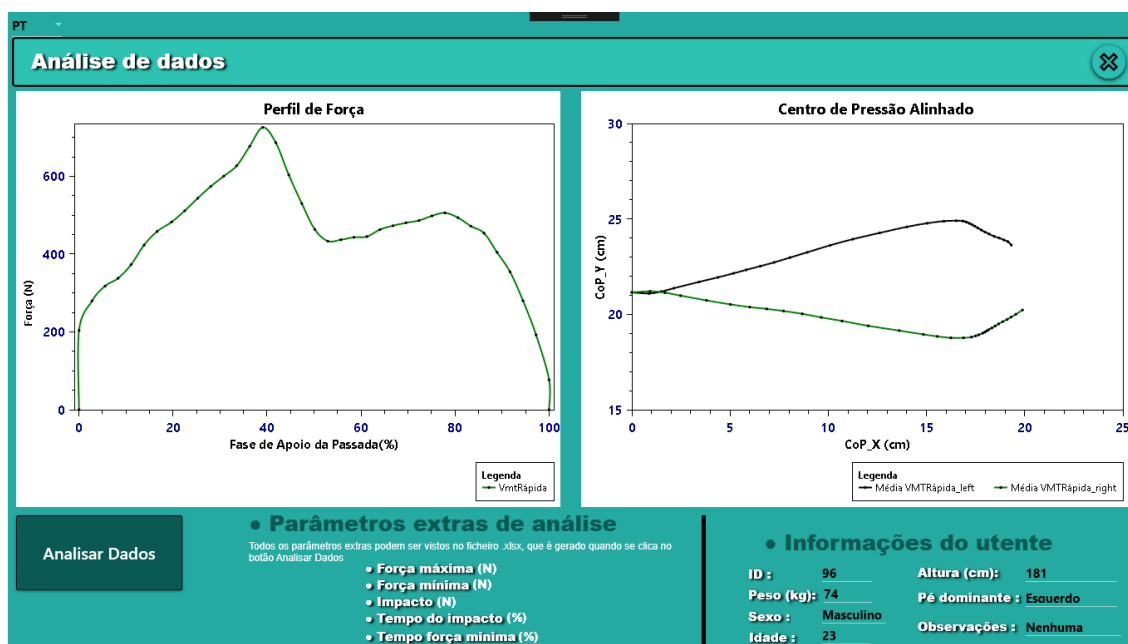 PT
Análise de dados
Perfil de Força
Força (N)
600
400
200
0
0 20 40 60 80 100
Fase de Apoio da Passada(%)
Legenda
VmtRápida
Centro de Pressão Alinhado
CoP_Y (cm)
30
25
20
15
0 5 10 15 20 25
CoP_X (cm)
Legenda
Média VMTRápida_left Média VMTRápida_right
Analisar Dados
● Parâmetros extras de análise
Todos os parâmetros extras podem ser vistos no ficheiro .xlsx, que é gerado quando se clica no
botão Analisar Dados
● Força máxima (N)
● Força mínima (N)
● Impacto (N)
● Tempo do impacto (%)
● Tempo força minima (%)
● Informações do utente
ID : 96 Altura (cm): 181
Peso (kg): 74 Pé dominante : Esquerdo
Sexo : Masculino Observações : Nenhuma
Idade : 23